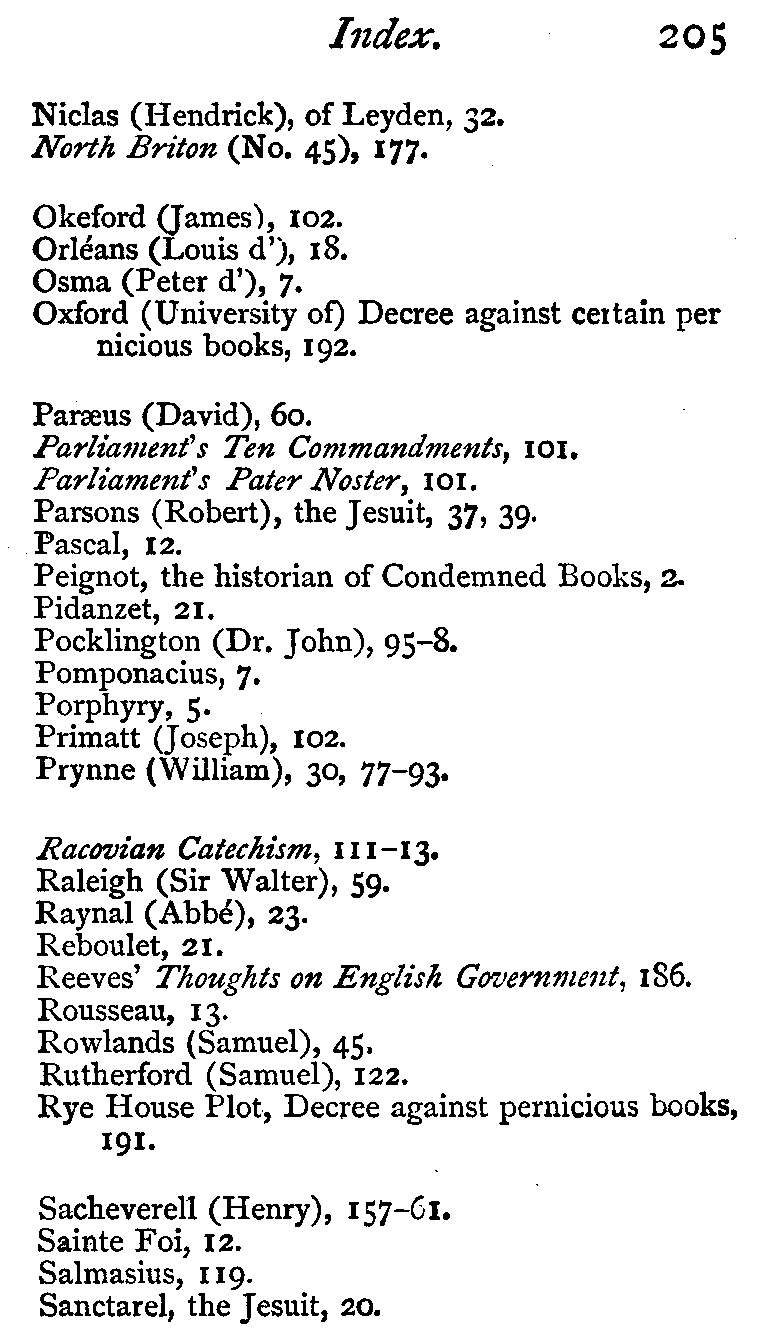 Index. 205
Niclas (Hendrick), of Leyden, 32.
North Briton (No. 45), 177.
Okeford (James), 102.
Orléans (Louis d'), 18.
Osma (Peter d'), 7.
Oxford (University of) Decree against certain per
nicious books, 192.
Paræus (David), 60.
Parliament's Ten Commandments, 101.
Parliament's Pater Noster, 101.
Parsons (Robert), the Jesuit, 37, 39.
Pascal, 12.
Peignot, the historian of Condemned Books, 2.
Pidanzet, 21.
Pocklington (Dr. John), 95–8.
Pomponacius, 7.
Porphyry, 5.
Primatt (Joseph), 102.
Prynne (William), 30, 77–93.
Racovian Catechism, 111–13.
Raleigh (Sir Walter), 59.
Raynal (Abbé), 23.
Reboulet, 21.
Reeves' Thoughts on English Government, 186.
Rousseau, 13.
Rowlands (Samuel), 45.
Rutherford (Samuel), 122.
Rye House Plot, Decree against pernicious books,
191.
Sacheverell (Henry), 157–61.
Sainte Foi, 12.
Salmasius, 119.
Sanctarel, the Jesuit, 20.